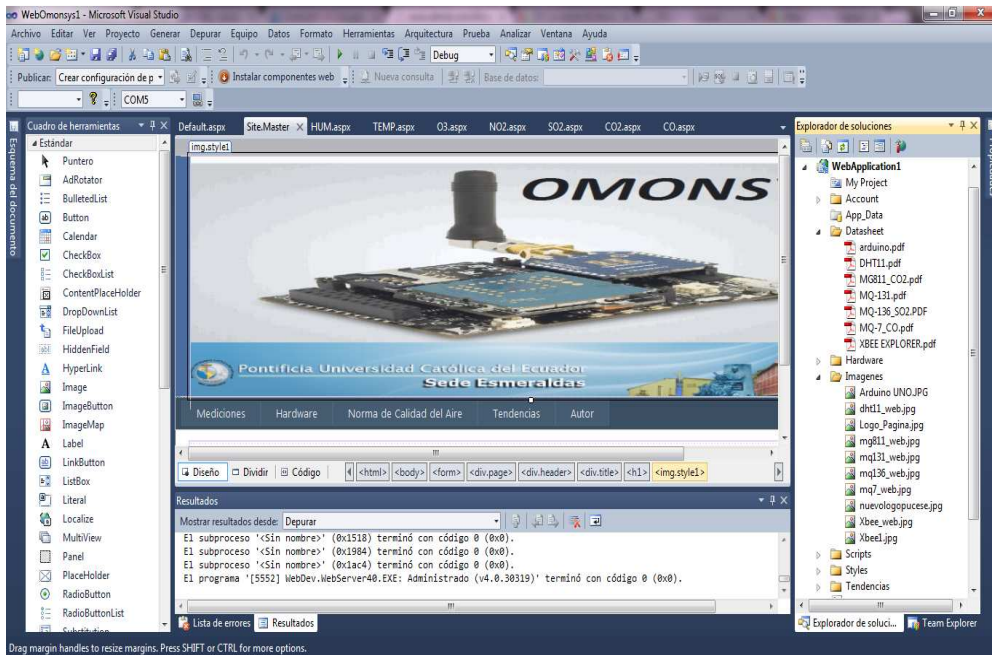 WebOmonsys1 - Microsoft Visual Studio
Archivo Editar Ver Proyecto Generar Depurar Equipo Datos Formato Herramientas Arquitectura Prueba Analizar Ventana Ayuda
Debug
Publicar: Crear configuración de p Instalar componentes web Nueva consulta Base de datos:
COM5
Esquema del documento
Cuadro de herramientas
Estándar
Puntero
AdRotator
BulletedList
Button
Calendar
CheckBox
CheckBoxList
ContentPlaceHolder
DropDownList
FileUpload
HiddenField
HyperLink
Image
ImageButton
ImageMap
Label
LinkButton
ListBox
Literal
Localize
MultiView
Panel
PlaceHolder
RadioButton
RadioButtonList
Default.aspx Site.Master HUM.aspx TEMP.aspx O3.aspx NO2.aspx SO2.aspx CO2.aspx CO.aspx
img.style1
OMONSY
Pontificia Universidad Católica del Ecuador
Sede Esmeraldas
Mediciones Hardware Norma de Calidad del Aire Tendencias Autor
Diseño Dividir Código <html> <body> <form> <div.page> <div.header> <div.title> <h1> <img.style1>
Resultados
Mostrar resultados desde: Depurar
El subproceso '<Sin nombre>' (0x1518) terminó con código 0 (0x0).
El subproceso '<Sin nombre>' (0x1984) terminó con código 0 (0x0).
El subproceso '<Sin nombre>' (0x1ac4) terminó con código 0 (0x0).
El programa '[5552] WebDev.WebServer40.EXE: Administrado (v4.0.30319)' terminó con código 0 (0x0).
Lista de errores Resultados
Explorador de soluciones
WebApplication1
My Project
Account
App_Data
Datasheet
arduino.pdf
DHT11.pdf
MG811_CO2.pdf
MQ-131.pdf
MQ-136_SO2.PDF
MQ-7_CO.pdf
XBEE EXPLORER.pdf
Hardware
Imagenes
Arduino UNO.JPG
dht11_web.jpg
Logo_Pagina.jpg
mg811_web.jpg
mq131_web.jpg
mq136_web.jpg
mq7_web.jpg
nuevologopucese.jpg
Xbee_web.jpg
Xbee1.jpg
Scripts
Styles
Tendencias
Explorador de soluci... Team Explorer
Drag margin handles to resize margins. Press SHIFT or CTRL for more options.